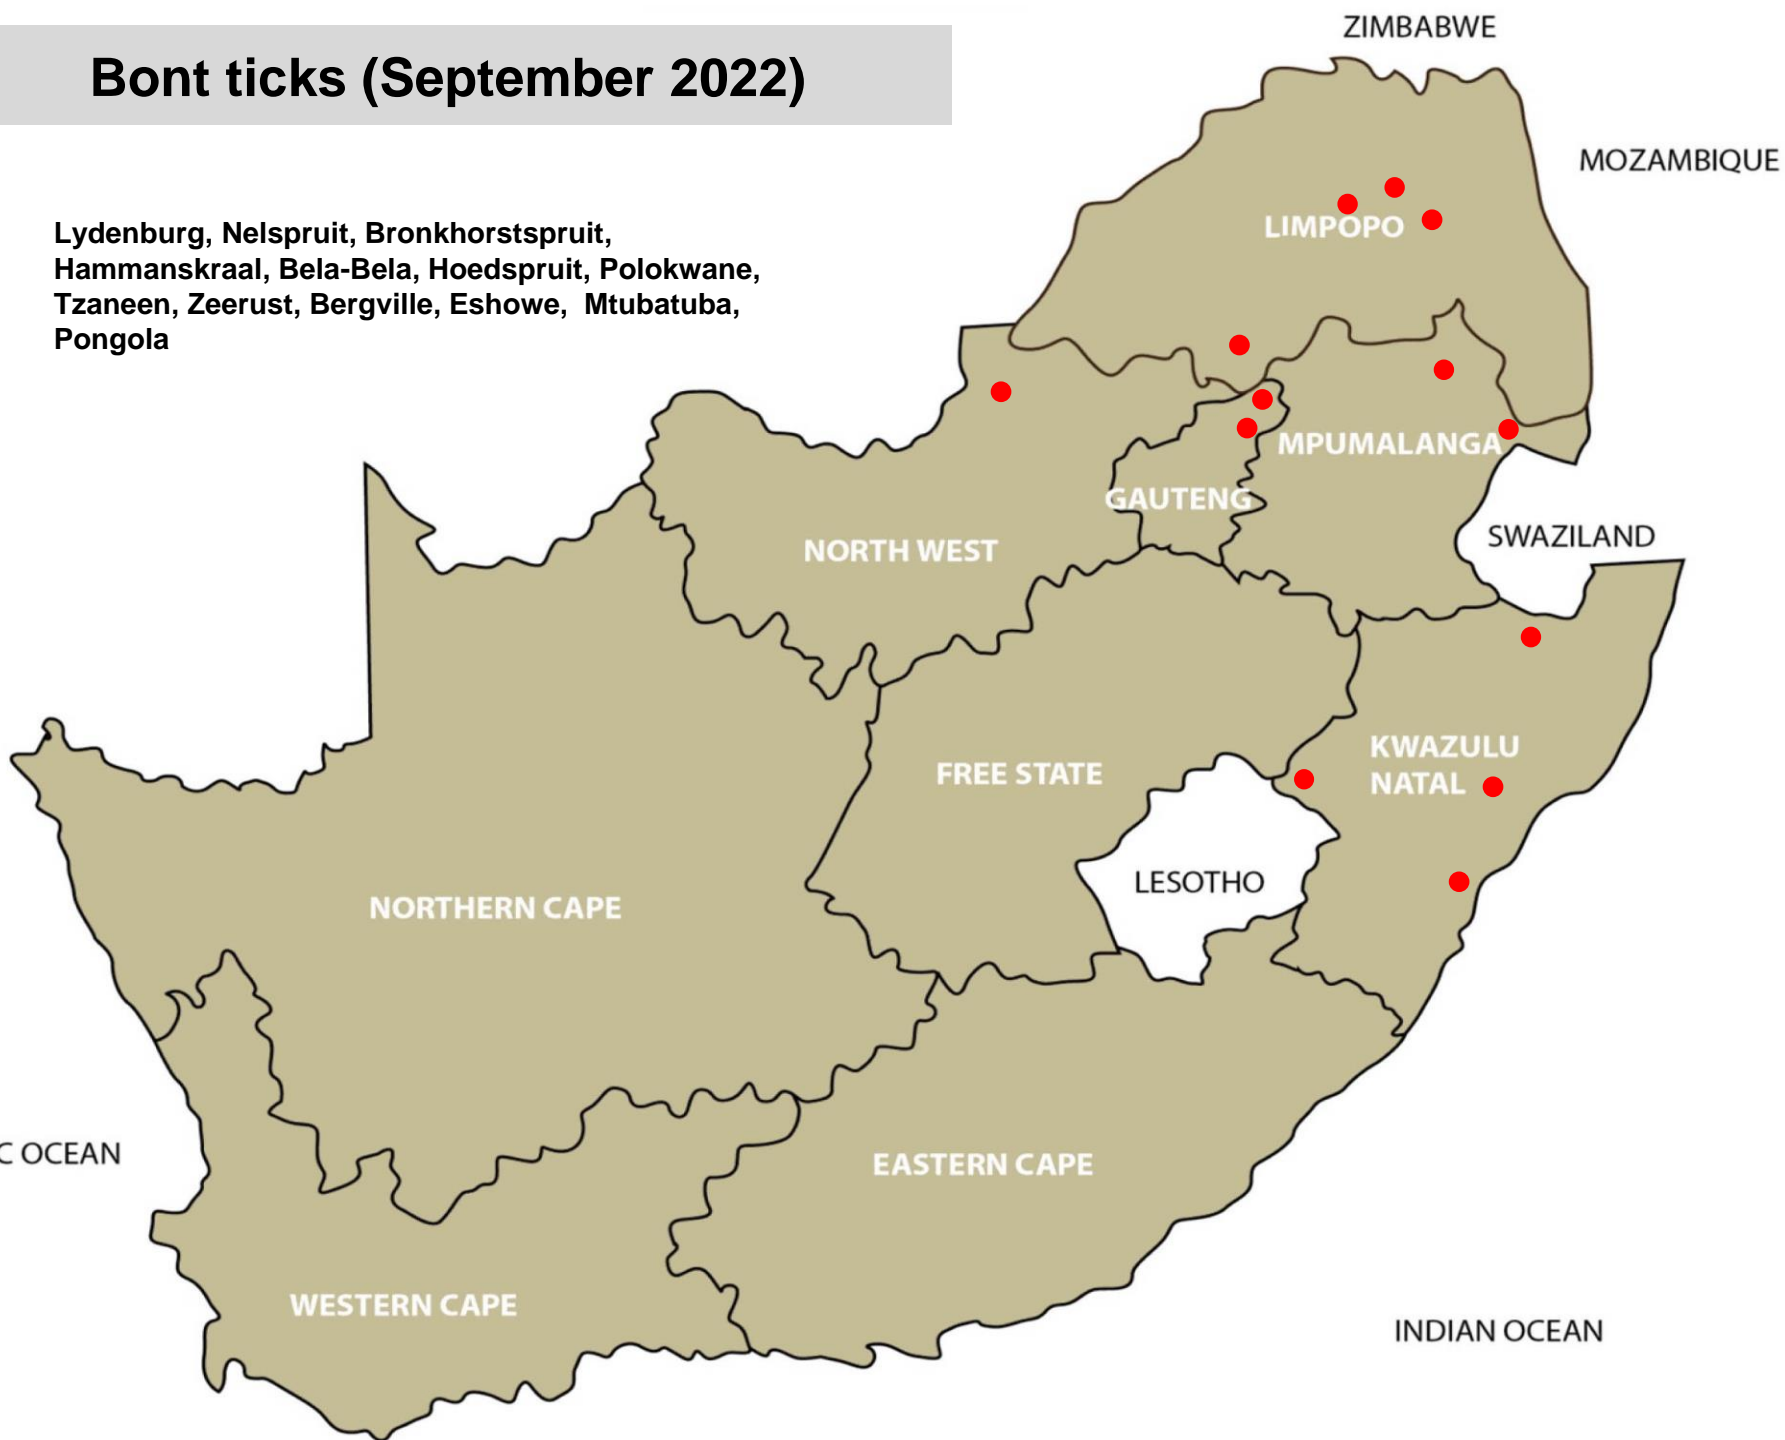 Bont ticks (September 2022)
Lydenburg, Nelspruit, Bronkhorstspruit,
Hammanskraal, Bela-Bela, Hoedspruit, Polokwane,
Tzaneen, Zeerust, Bergville, Eshowe,  Mtubatuba,
Pongola
ZIMBABWE
MOZAMBIQUE
LIMPOPO
MPUMALANGA
GAUTENG
SWAZILAND
NORTH WEST
KWAZULU
NATAL
FREE STATE
LESOTHO
NORTHERN CAPE
C OCEAN
EASTERN CAPE
WESTERN CAPE
INDIAN OCEAN